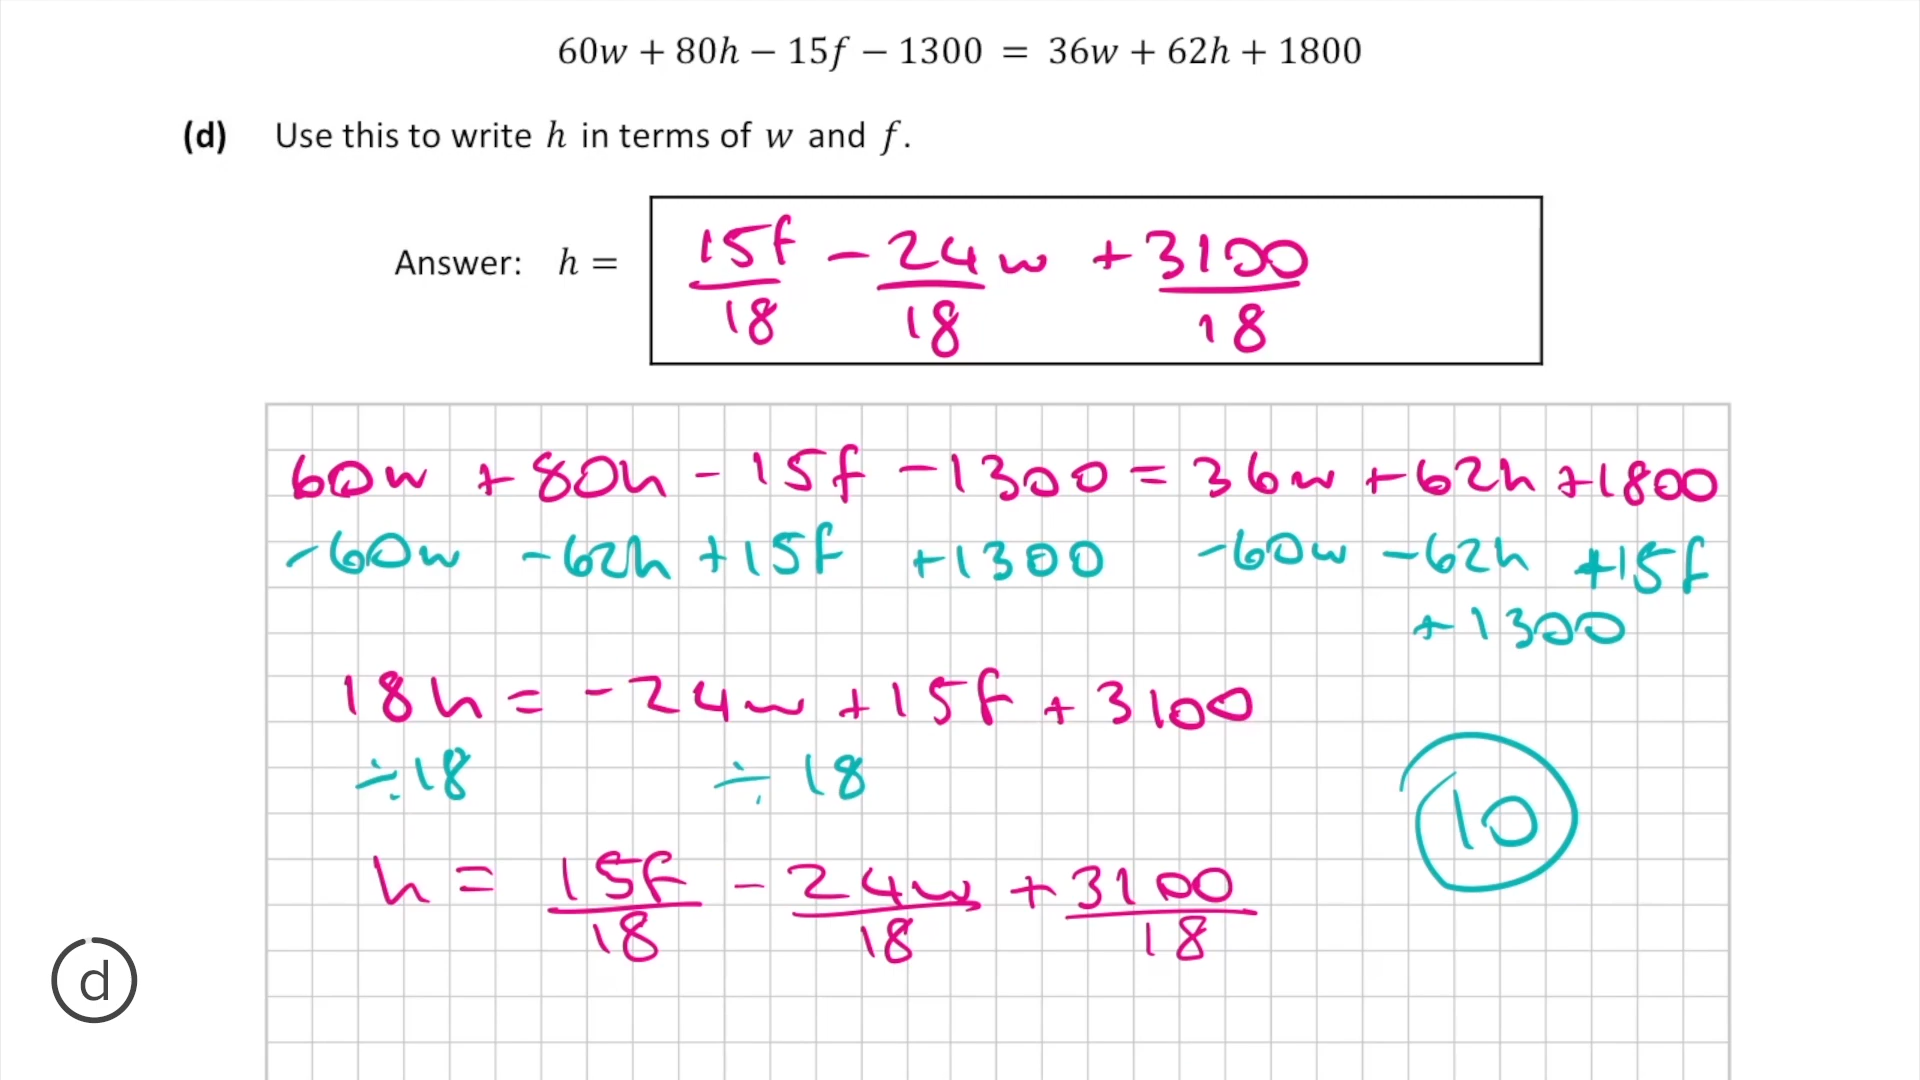 60w + 80h − 15f − 1300 = 36w + 62h + 1800
(d) Use this to write h in terms of w and f.
Answer: h = 15f/18 − 24/18 w + 3100/18
60w + 80h − 15f − 1300 = 36w + 62h + 1800
−60w −62h +15f +1300 −60w −62h +15f
+1300
18h = −24w + 15f + 3100
÷18 ÷18
10
h = 15f/18 − 24w/18 + 3100/18
d